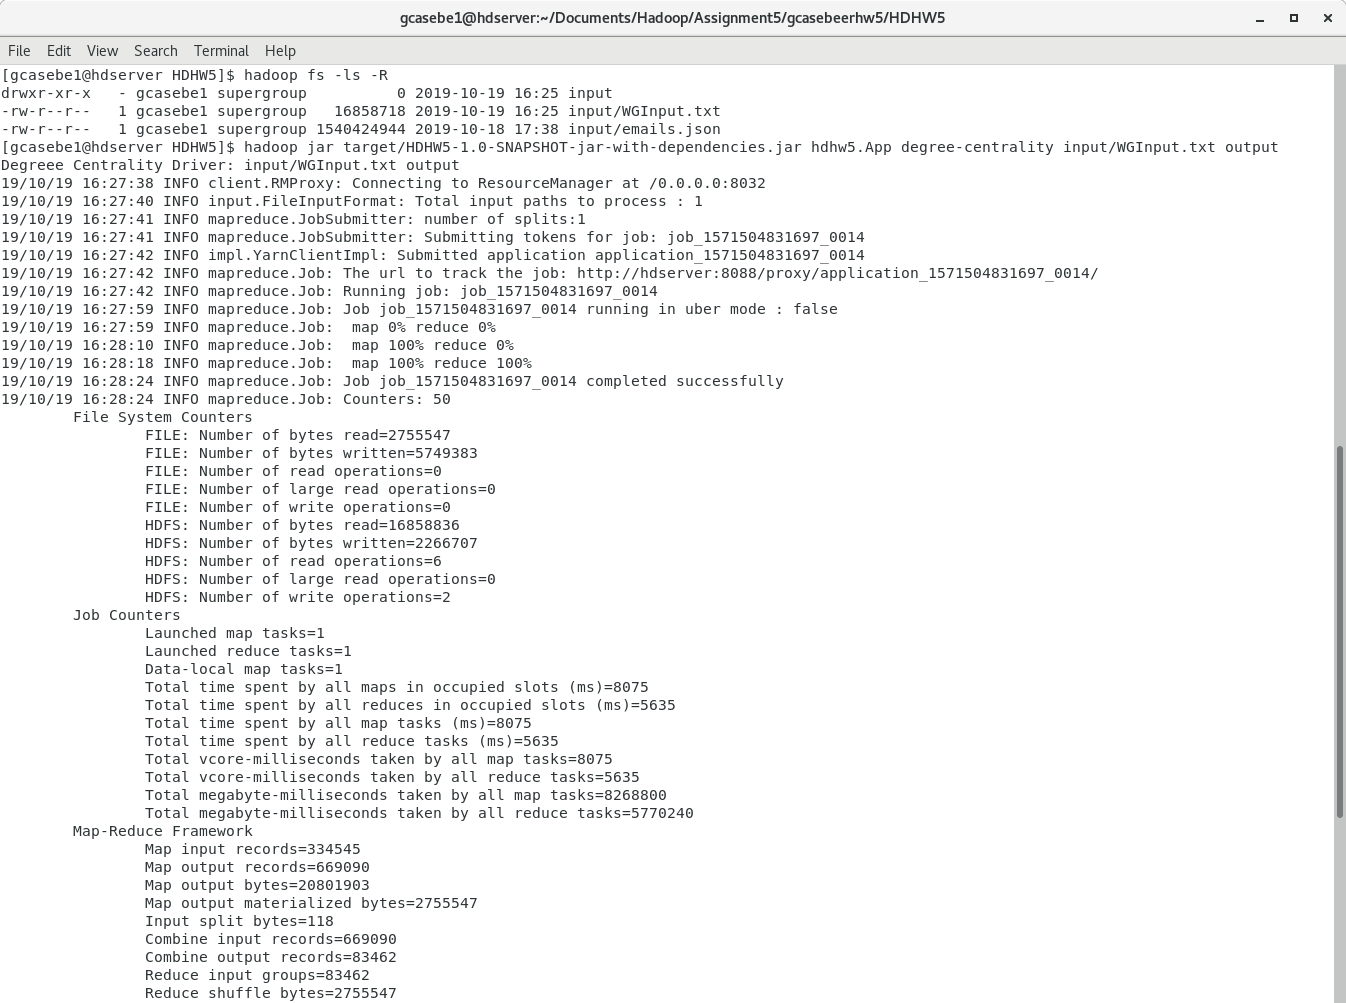 gcasebe1@hdserver:~/Documents/Hadoop/Assignment5/gcasebeerhw5/HDHW5
File Edit View Search Terminal Help
[gcasebe1@hdserver HDHW5]$ hadoop fs -ls -R
drwxr-xr-x   - gcasebe1 supergroup          0 2019-10-19 16:25 input
-rw-r--r--   1 gcasebe1 supergroup   16858718 2019-10-19 16:25 input/WGInput.txt
-rw-r--r--   1 gcasebe1 supergroup 1540424944 2019-10-18 17:38 input/emails.json
[gcasebe1@hdserver HDHW5]$ hadoop jar target/HDHW5-1.0-SNAPSHOT-jar-with-dependencies.jar hdhw5.App degree-centrality input/WGInput.txt output
Degreee Centrality Driver: input/WGInput.txt output
19/10/19 16:27:38 INFO client.RMProxy: Connecting to ResourceManager at /0.0.0.0:8032
19/10/19 16:27:40 INFO input.FileInputFormat: Total input paths to process : 1
19/10/19 16:27:41 INFO mapreduce.JobSubmitter: number of splits:1
19/10/19 16:27:41 INFO mapreduce.JobSubmitter: Submitting tokens for job: job_1571504831697_0014
19/10/19 16:27:42 INFO impl.YarnClientImpl: Submitted application application_1571504831697_0014
19/10/19 16:27:42 INFO mapreduce.Job: The url to track the job: http://hdserver:8088/proxy/application_1571504831697_0014/
19/10/19 16:27:42 INFO mapreduce.Job: Running job: job_1571504831697_0014
19/10/19 16:27:59 INFO mapreduce.Job: Job job_1571504831697_0014 running in uber mode : false
19/10/19 16:27:59 INFO mapreduce.Job:  map 0% reduce 0%
19/10/19 16:28:10 INFO mapreduce.Job:  map 100% reduce 0%
19/10/19 16:28:18 INFO mapreduce.Job:  map 100% reduce 100%
19/10/19 16:28:24 INFO mapreduce.Job: Job job_1571504831697_0014 completed successfully
19/10/19 16:28:24 INFO mapreduce.Job: Counters: 50
        File System Counters
                FILE: Number of bytes read=2755547
                FILE: Number of bytes written=5749383
                FILE: Number of read operations=0
                FILE: Number of large read operations=0
                FILE: Number of write operations=0
                HDFS: Number of bytes read=16858836
                HDFS: Number of bytes written=2266707
                HDFS: Number of read operations=6
                HDFS: Number of large read operations=0
                HDFS: Number of write operations=2
        Job Counters
                Launched map tasks=1
                Launched reduce tasks=1
                Data-local map tasks=1
                Total time spent by all maps in occupied slots (ms)=8075
                Total time spent by all reduces in occupied slots (ms)=5635
                Total time spent by all map tasks (ms)=8075
                Total time spent by all reduce tasks (ms)=5635
                Total vcore-milliseconds taken by all map tasks=8075
                Total vcore-milliseconds taken by all reduce tasks=5635
                Total megabyte-milliseconds taken by all map tasks=8268800
                Total megabyte-milliseconds taken by all reduce tasks=5770240
        Map-Reduce Framework
                Map input records=334545
                Map output records=669090
                Map output bytes=20801903
                Map output materialized bytes=2755547
                Input split bytes=118
                Combine input records=669090
                Combine output records=83462
                Reduce input groups=83462
                Reduce shuffle bytes=2755547